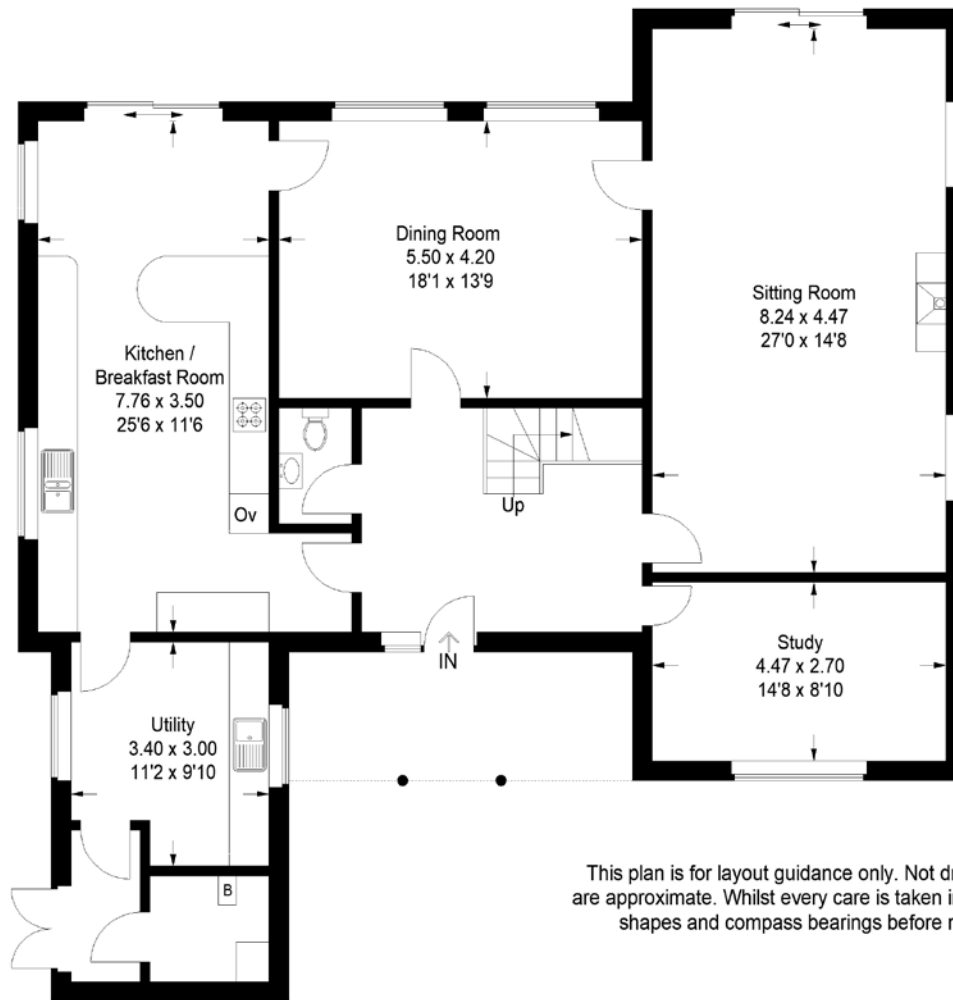 Dining Room
5.50 x 4.20
18'1 x 13'9
Sitting Room
8.24 x 4.47
27'0 x 14'8
Kitchen /
Breakfast Room
7.76 x 3.50
25'6 x 11'6
Ov
Up
IN
Study
4.47 x 2.70
14'8 x 8'10
Utility
3.40 x 3.00
11'2 x 9'10
B
This plan is for layout guidance only. Not
are approximate. Whilst every care is taken
shapes and compass bearings before